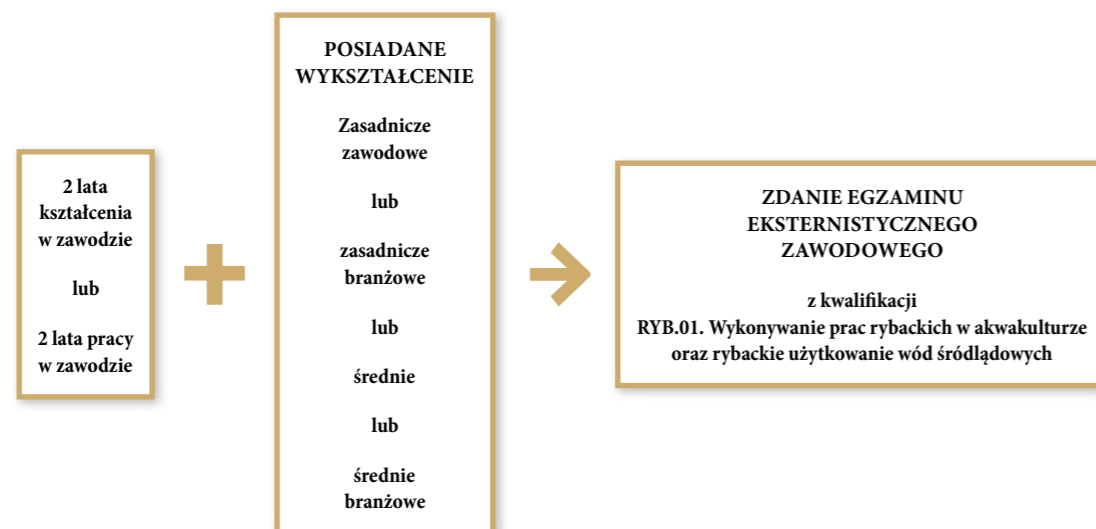 2 lata
kształcenia
w zawodzie
lub
2 lata pracy
w zawodzie
POSIADANE
WYKSZTAŁCENIE
Zasadnicze
zawodowe
lub
zasadnicze
branżowe
lub
średnie
lub
średnie
branżowe
ZDANIE EGZAMINU
EKSTERNISTYCZNEGO
ZAWODOWEGO
z kwalifikacji
RYB.01. Wykonywanie prac rybackich w akwakulturze
oraz rybackie użytkowanie wód śródlądowych